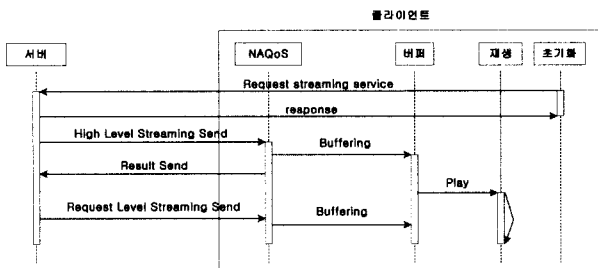 클라이언트
서버
NAQoS
버퍼
재생
초기화
Request streaming service
response
High Level Streaming Send
Buffering
Result Send
Play
Request Level Streaming Send
Buffering